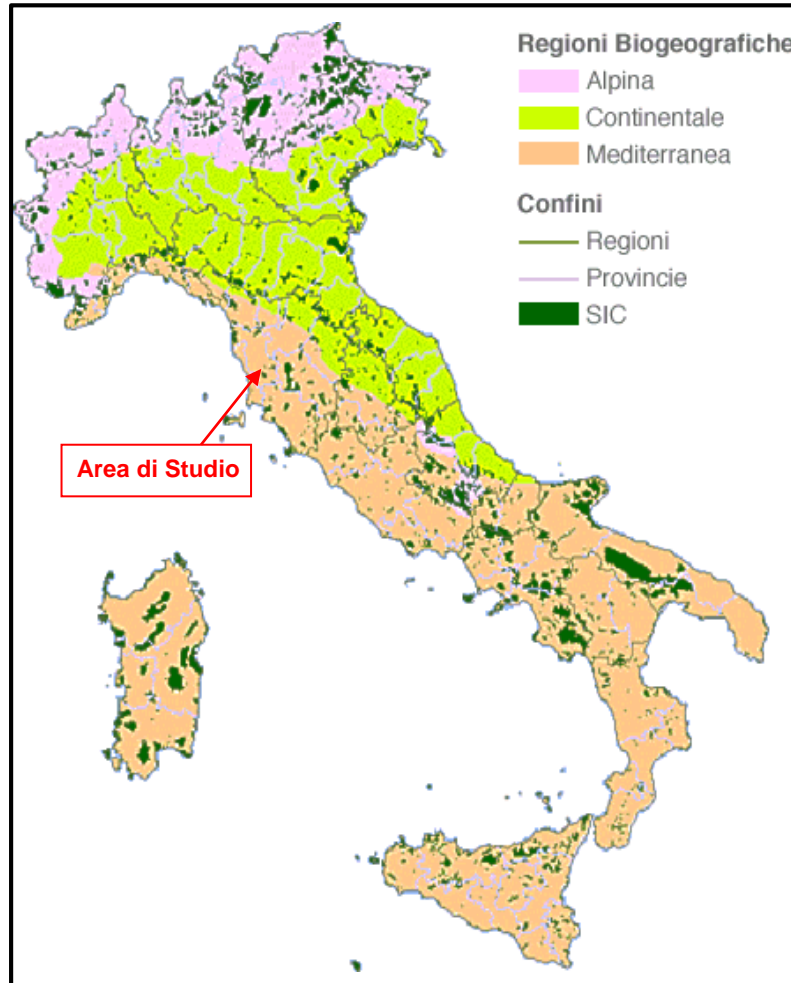 Regioni Biogeografiche
Alpina
Continentale
Mediterranea
Confini
Regioni
Provincie
SIC
Area di Studio